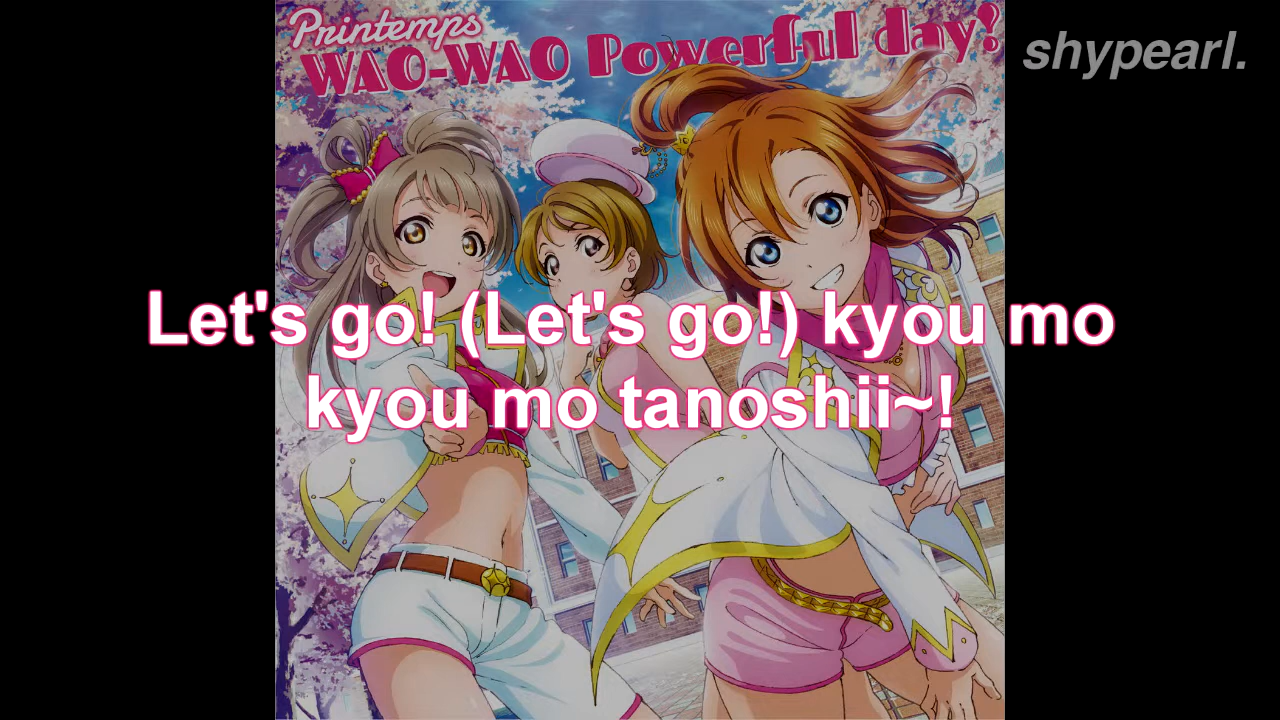 Printemps
WAO-WAO Powerful day!
shypearl.
Let's go! (Let's go!) kyou mo
kyou mo tanoshii~!